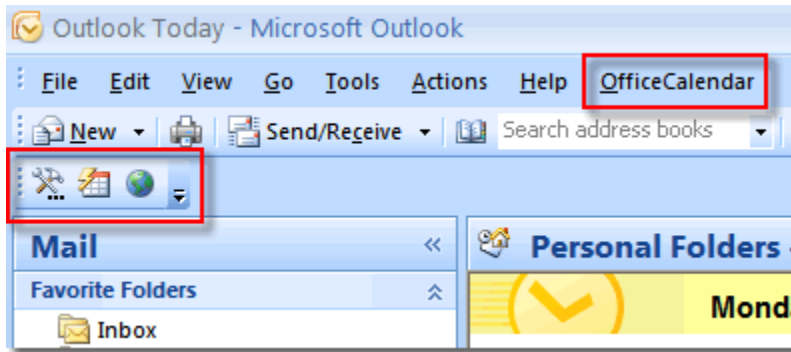 Outlook Today - Microsoft Outlook
File Edit View Go Tools Actions Help OfficeCalendar
New Send/Receive Search address books
Mail
Personal Folders -
Favorite Folders
Monda
Inbox